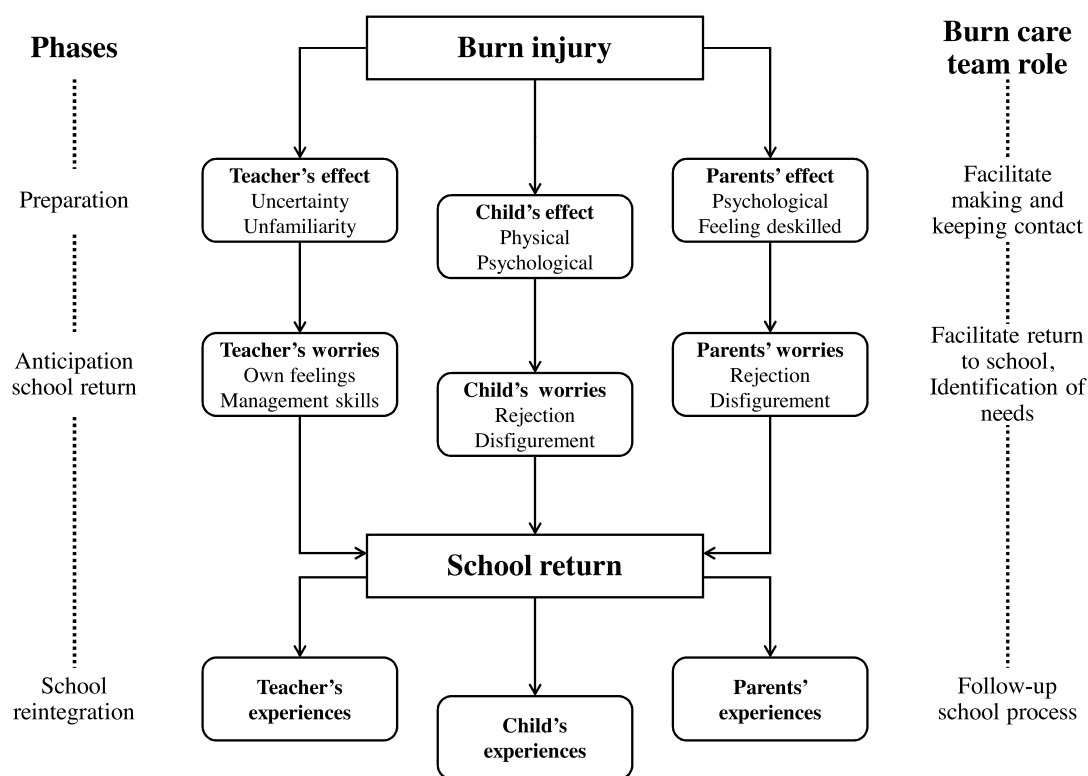 Phases
Burn injury
Burn care
team role
Preparation
Teacher's effect
Uncertainty
Unfamiliarity
Child's effect
Physical
Psychological
Parents' effect
Psychological
Feeling deskilled
Facilitate
making and
keeping contact
Anticipation
school return
Teacher's worries
Own feelings
Management skills
Child's worries
Rejection
Disfigurement
Parents' worries
Rejection
Disfigurement
Facilitate return
to school,
Identification of
needs
School return
School
reintegration
Teacher's
experiences
Child's
experiences
Parents'
experiences
Follow-up
school process